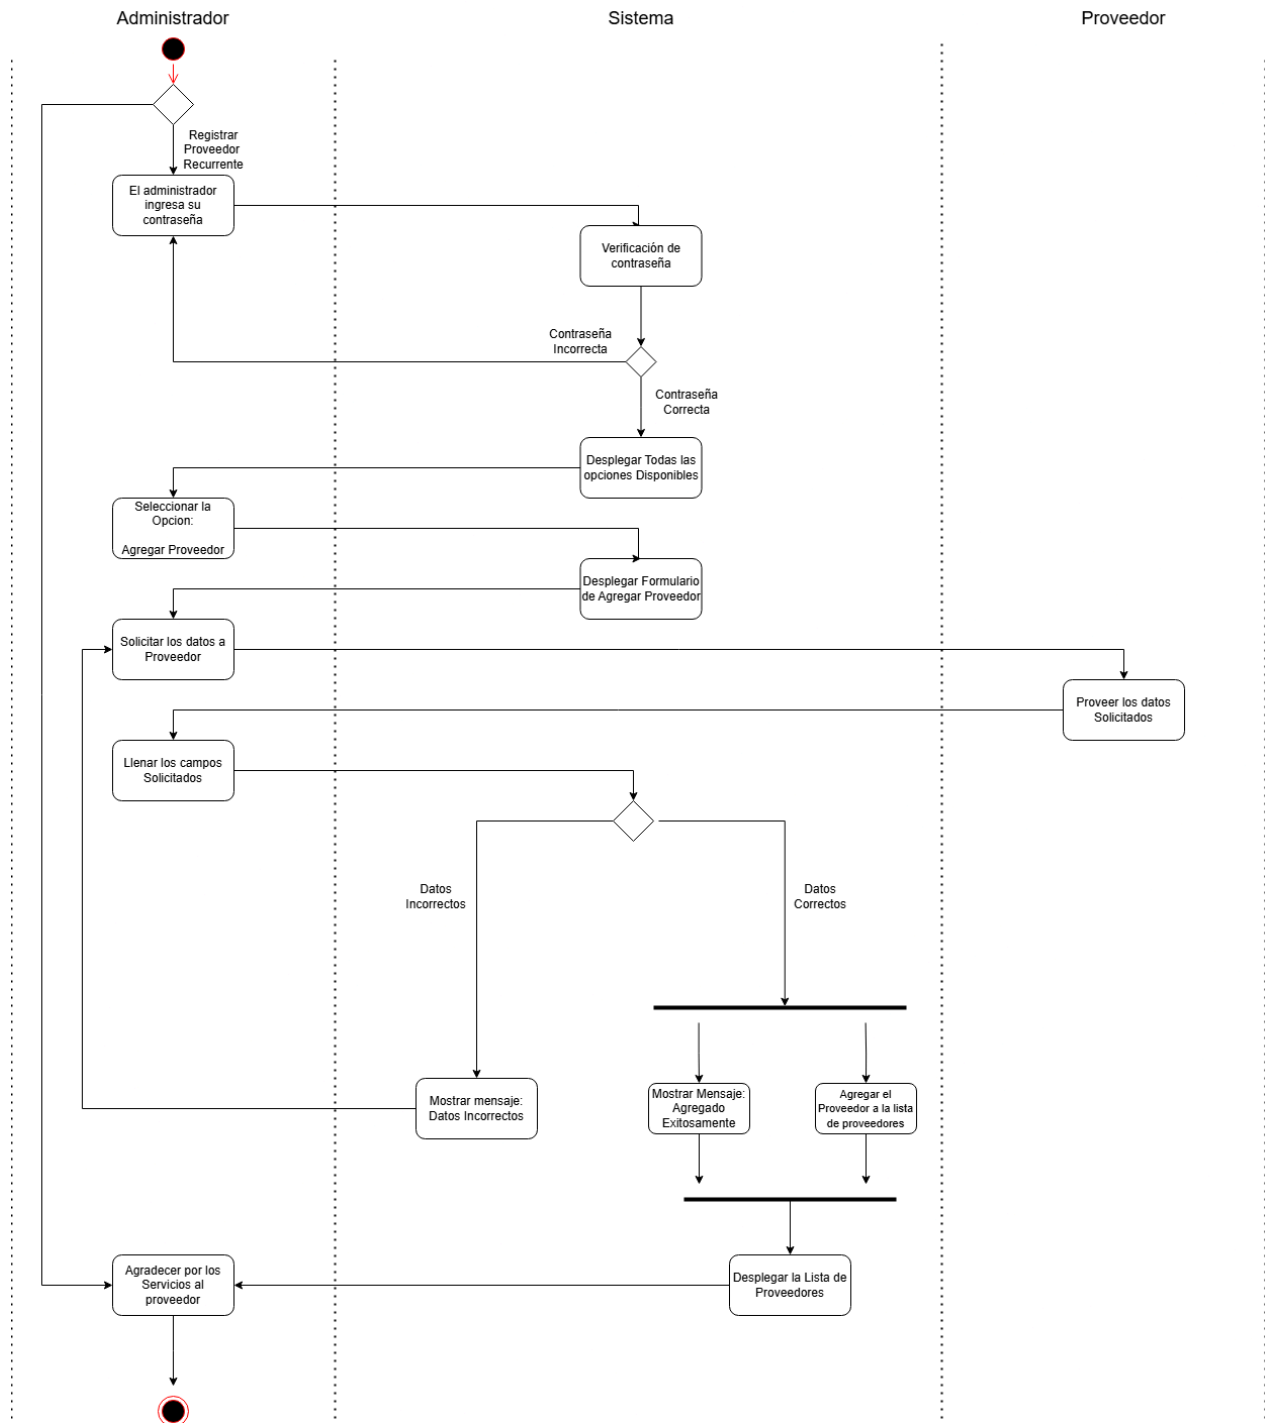 Administrador
Sistema
Proveedor
Registrar
Proveedor
Recurrente
El administrador
ingresa su
contraseña
Verificación de
contraseña
Contraseña
Incorrecta
Contraseña
Correcta
Desplegar Todas las
opciones Disponibles
Seleccionar la
Opcion:
Agregar Proveedor
Desplegar Formulario
de Agregar Proveedor
Solicitar los datos a
Proveedor
Proveer los datos
Solicitados
Llenar los campos
Solicitados
Datos
Incorrectos
Datos
Correctos
Mostrar mensaje:
Datos Incorrectos
Mostrar Mensaje:
Agregado
Exitosamente
Agregar el
Proveedor a la lista
de proveedores
Agradecer por los
Servicios al
proveedor
Desplegar la Lista de
Proveedores